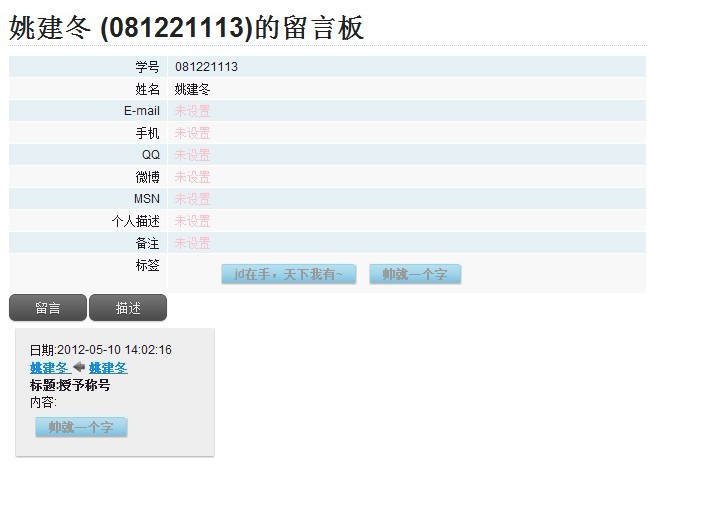 姚建冬 (081221113)的留言板
学号 081221113
姓名 姚建冬
E-mail 未设置
手机 未设置
QQ 未设置
微博 未设置
MSN 未设置
个人描述 未设置
备注 未设置
标签 jd在手，天下我有~ 帅就一个字
留言 描述
日期:2012-05-10 14:02:16
姚建冬 姚建冬
标题:授予称号
内容:
帅就一个字